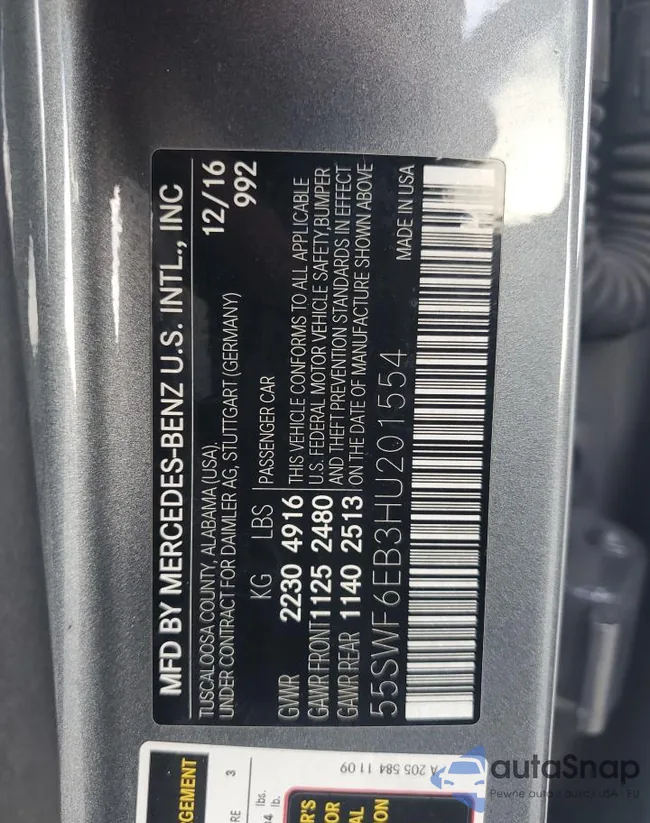 MFD BY MERCEDES-BENZ U.S. INTL., INC
TUSCALOOSA COUNTY, ALABAMA (USA).
UNDER CONTRACT FOR DAIMLER AG, STUTTGART (GERMANY)
12/16
992
KG LBS
GVWR 2230 4916
GAWR FRONT 1125 2480
GAWR REAR 1140 2513
PASSENGER CAR
THIS VEHICLE CONFORMS TO ALL APPLICABLE
U.S. FEDERAL MOTOR VEHICLE SAFETY,BUMPER
AND THEFT PREVENTION STANDARDS IN EFFECT
ON THE DATE OF MANUFACTURE SHOWN ABOVE
55SWF6EB3HU201554
MADE IN USA
A 205 584 11 09
autoSnap